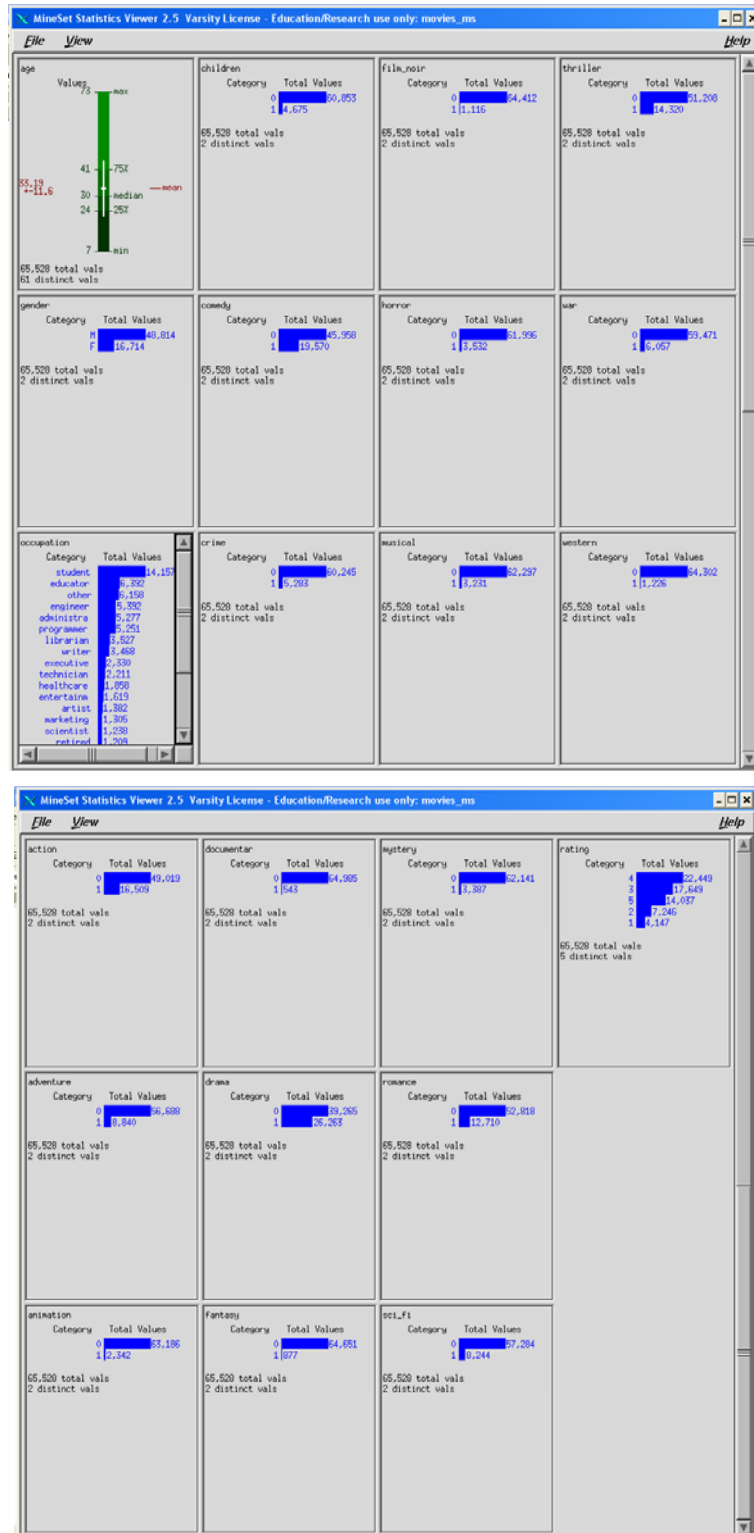 MineSet Statistics Viewer 2.5 Varsity License - Education/Research use only: movies_ms
File View Help
age
Values
73 max
41 75%
33.19
+-11.6
mean
30 median
24 25%
7 min
65,528 total vals
61 distinct vals
children
Category Total Values
0 60,853
1 4,675
65,528 total vals
2 distinct vals
film_noir
Category Total Values
0 64,412
1 1,116
65,528 total vals
2 distinct vals
thriller
Category Total Values
0 51,208
1 14,320
65,528 total vals
2 distinct vals
gender
Category Total Values
M 48,814
F 16,714
65,528 total vals
2 distinct vals
comedy
Category Total Values
0 45,958
1 19,570
65,528 total vals
2 distinct vals
horror
Category Total Values
0 61,996
1 3,532
65,528 total vals
2 distinct vals
war
Category Total Values
0 59,471
1 6,057
65,528 total vals
2 distinct vals
occupation
Category Total Values
student 14,157
educator 6,392
other 6,158
engineer 5,392
administra 5,277
programmer 5,251
librarian 3,527
writer 3,468
executive 2,330
technician 2,211
healthcare 1,858
entertainm 1,619
artist 1,382
marketing 1,305
scientist 1,238
retired 1,209
crime
Category Total Values
0 60,245
1 5,283
65,528 total vals
2 distinct vals
musical
Category Total Values
0 62,297
1 3,231
65,528 total vals
2 distinct vals
western
Category Total Values
0 64,302
1 1,226
65,528 total vals
2 distinct vals
MineSet Statistics Viewer 2.5 Varsity License - Education/Research use only: movies_ms
File View Help
action
Category Total Values
0 49,019
1 16,509
65,528 total vals
2 distinct vals
documentar
Category Total Values
0 64,985
1 543
65,528 total vals
2 distinct vals
mystery
Category Total Values
0 62,141
1 3,387
65,528 total vals
2 distinct vals
rating
Category Total Values
4 22,449
3 17,649
5 14,037
2 7,246
1 4,147
65,528 total vals
5 distinct vals
adventure
Category Total Values
0 56,688
1 8,840
65,528 total vals
2 distinct vals
drama
Category Total Values
0 39,265
1 26,263
65,528 total vals
2 distinct vals
romance
Category Total Values
0 52,818
1 12,710
65,528 total vals
2 distinct vals
animation
Category Total Values
0 63,186
1 2,342
65,528 total vals
2 distinct vals
fantasy
Category Total Values
0 64,651
1 877
65,528 total vals
2 distinct vals
sci_fi
Category Total Values
0 57,284
1 8,244
65,528 total vals
2 distinct vals